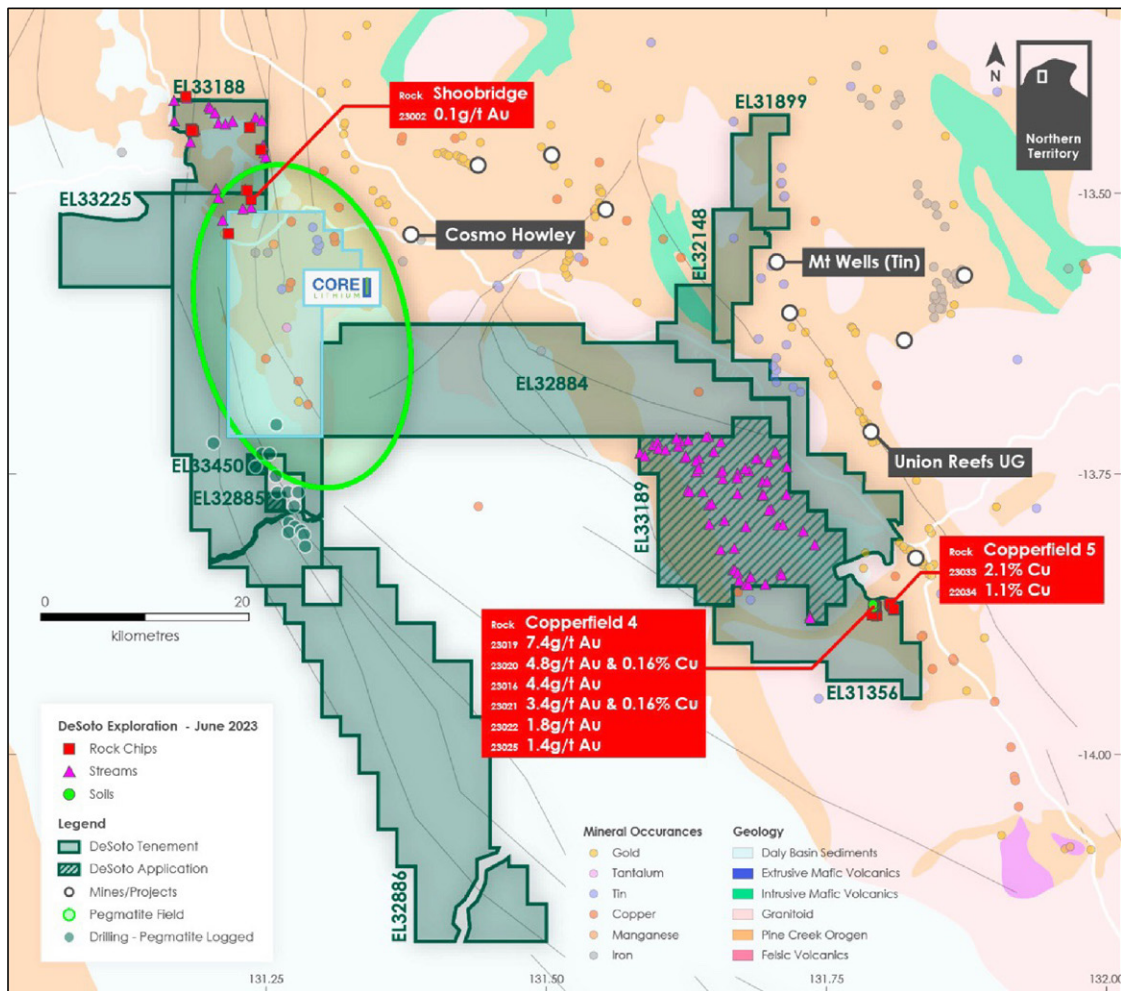 EL33188
Rock Shoobridge
23002 0.1g/t Au
EL31899
N
Northern
Territory
-13.50
EL33225
EL32148
Cosmo Howley
Mt Wells (Tin)
CORE
LITHIUM
EL32884
Union Reefs UG
EL33450
-13.75
EL32885
EL33189
Rock Copperfield 5
23033 2.1% Cu
22034 1.1% Cu
0 20
kilometres
Rock Copperfield 4
23019 7.4g/t Au
23020 4.8g/t Au & 0.16% Cu
23016 4.4g/t Au
23021 3.4g/t Au & 0.16% Cu
23022 1.8g/t Au
23025 1.4g/t Au
EL31356
DeSoto Exploration - June 2023
Rock Chips
Streams
Soils
Legend
DeSoto Tenement
DeSoto Application
Mines/Projects
Pegmatite Field
Drilling - Pegmatite Logged
EL32886
-14.00
Mineral Occurances
Gold
Tantalum
Tin
Copper
Manganese
Iron
Geology
Daly Basin Sediments
Extrusive Mafic Volcanics
Intrusive Mafic Volcanics
Granitoid
Pine Creek Orogen
Felsic Volcanics
131.25 131.50 131.75 132.00